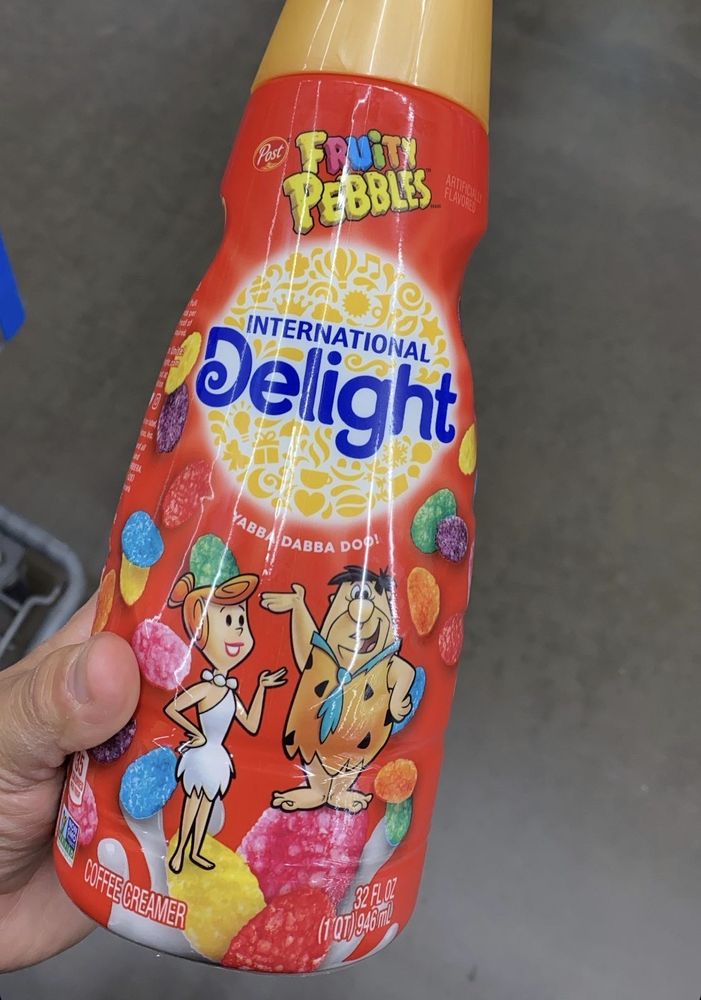 Post
FRUITY
PEBBLES
ARTIFICIALLY
FLAVORED
INTERNATIONAL
Delight
YABBA DABBA DOO!
COFFEE CREAMER
32 FL OZ
(1 QT) 946 mL